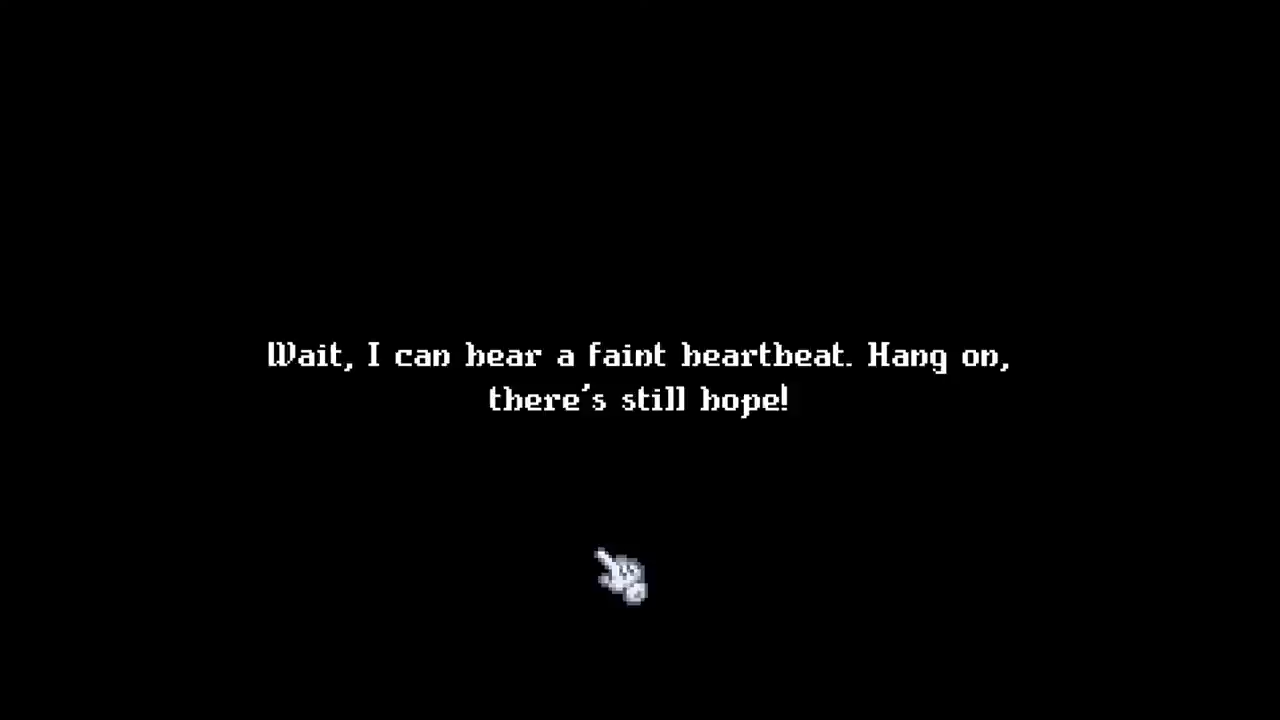 Wait, I can hear a faint heartbeat. Hang on,
there's still hope!